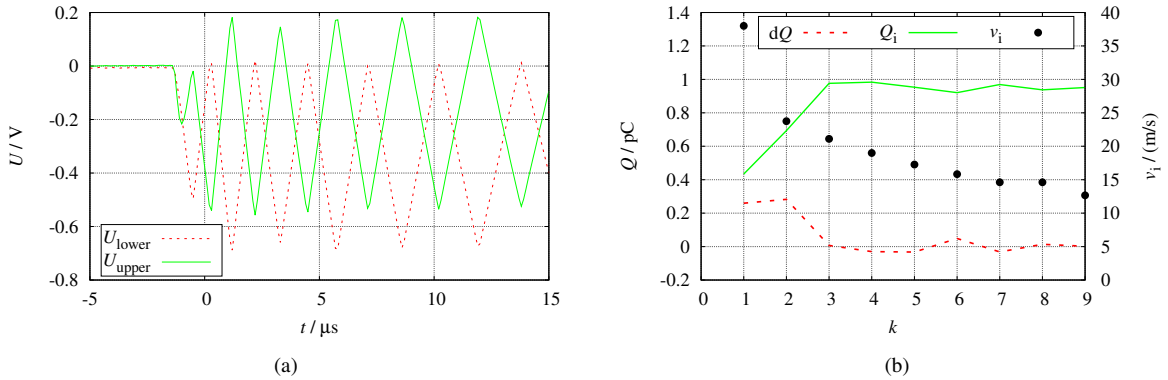 0.2
0
-0.2
-0.4
-0.6
-0.8
U / V
U_lower
U_upper
-5 0 5 10 15
t / μs
(a)
1.4
1.2
1
0.8
0.6
0.4
0.2
0
-0.2
Q / pC
dQ Q_i v_i
40
35
30
25
20
15
10
5
0
v_i / (m/s)
0 1 2 3 4 5 6 7 8 9
k
(b)